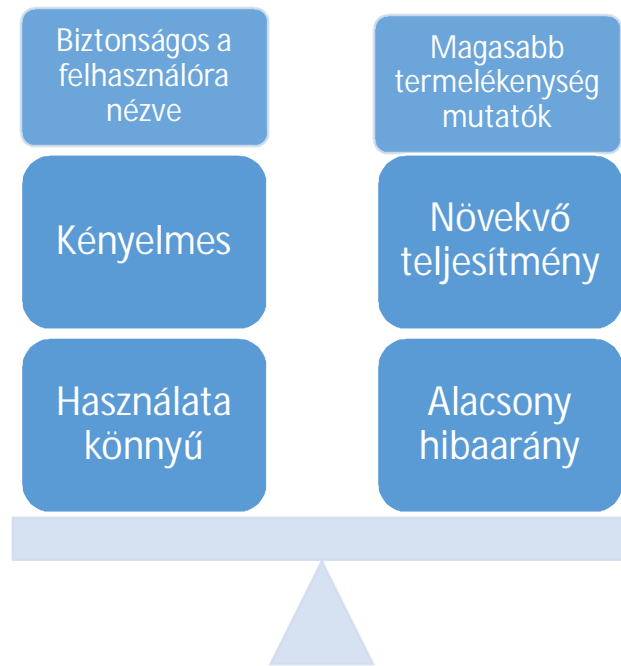 Biztonságos a
felhasználóra
nézve
Kényelmes
Használata
könnyű
Magasabb
termelékenység
mutatók
Növekvő
teljesítmény
Alacsony
hibaarány